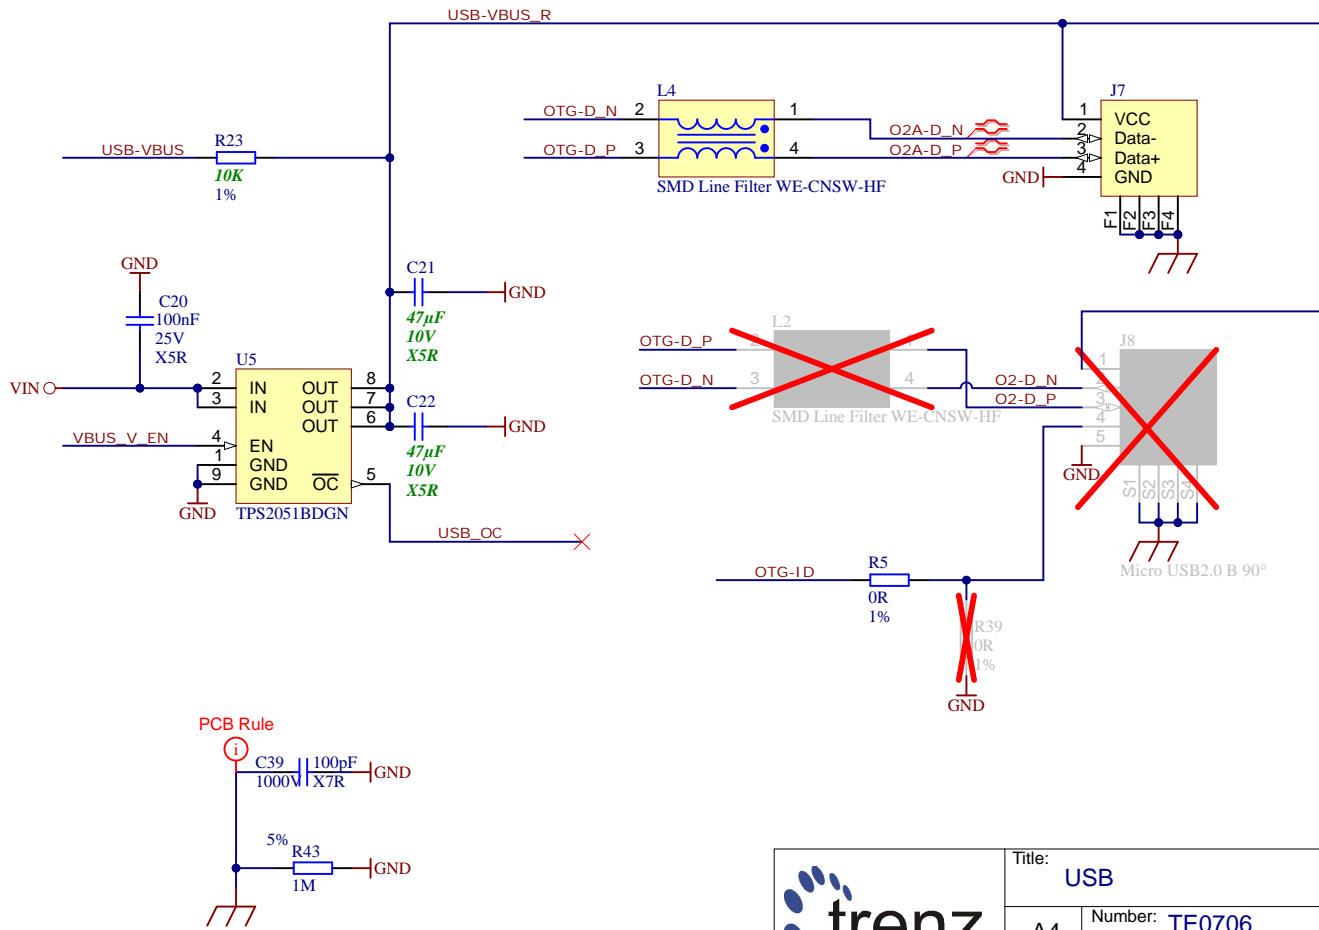 USB-VBUS_R
L4
OTG-D_N 2 1
OTG-D_P 3 4
SMD Line Filter WE-CNSW-HF
O2A-D_N
O2A-D_P
J7
1 VCC
2 Data-
3 Data+
4 GND
GND
F1 F2 F3 F4
USB-VBUS
R23
10K
1%
GND
C20
100nF
25V
X5R
VIN
U5
2 IN OUT 8
3 IN OUT 7
OUT 6
VBUS_V_EN 4 EN
1 GND
9 GND OC 5
GND
TPS2051BDGN
C21
47µF
10V
X5R
GND
C22
47µF
10V
X5R
GND
USB_OC
L2
OTG-D_P 2 1
OTG-D_N 3 4
SMD Line Filter WE-CNSW-HF
O2-D_N
O2-D_P
J8
1
2
3
4
5
GND
S1 S2 S3 S4
Micro USB2.0 B 90°
OTG-ID
R5
0R
1%
R39
0R
1%
GND
PCB Rule
i
C39 100pF
1000V X7R
GND
5%
R43
1M
GND
trenz
Title:
USB
A4
Number: TE0706